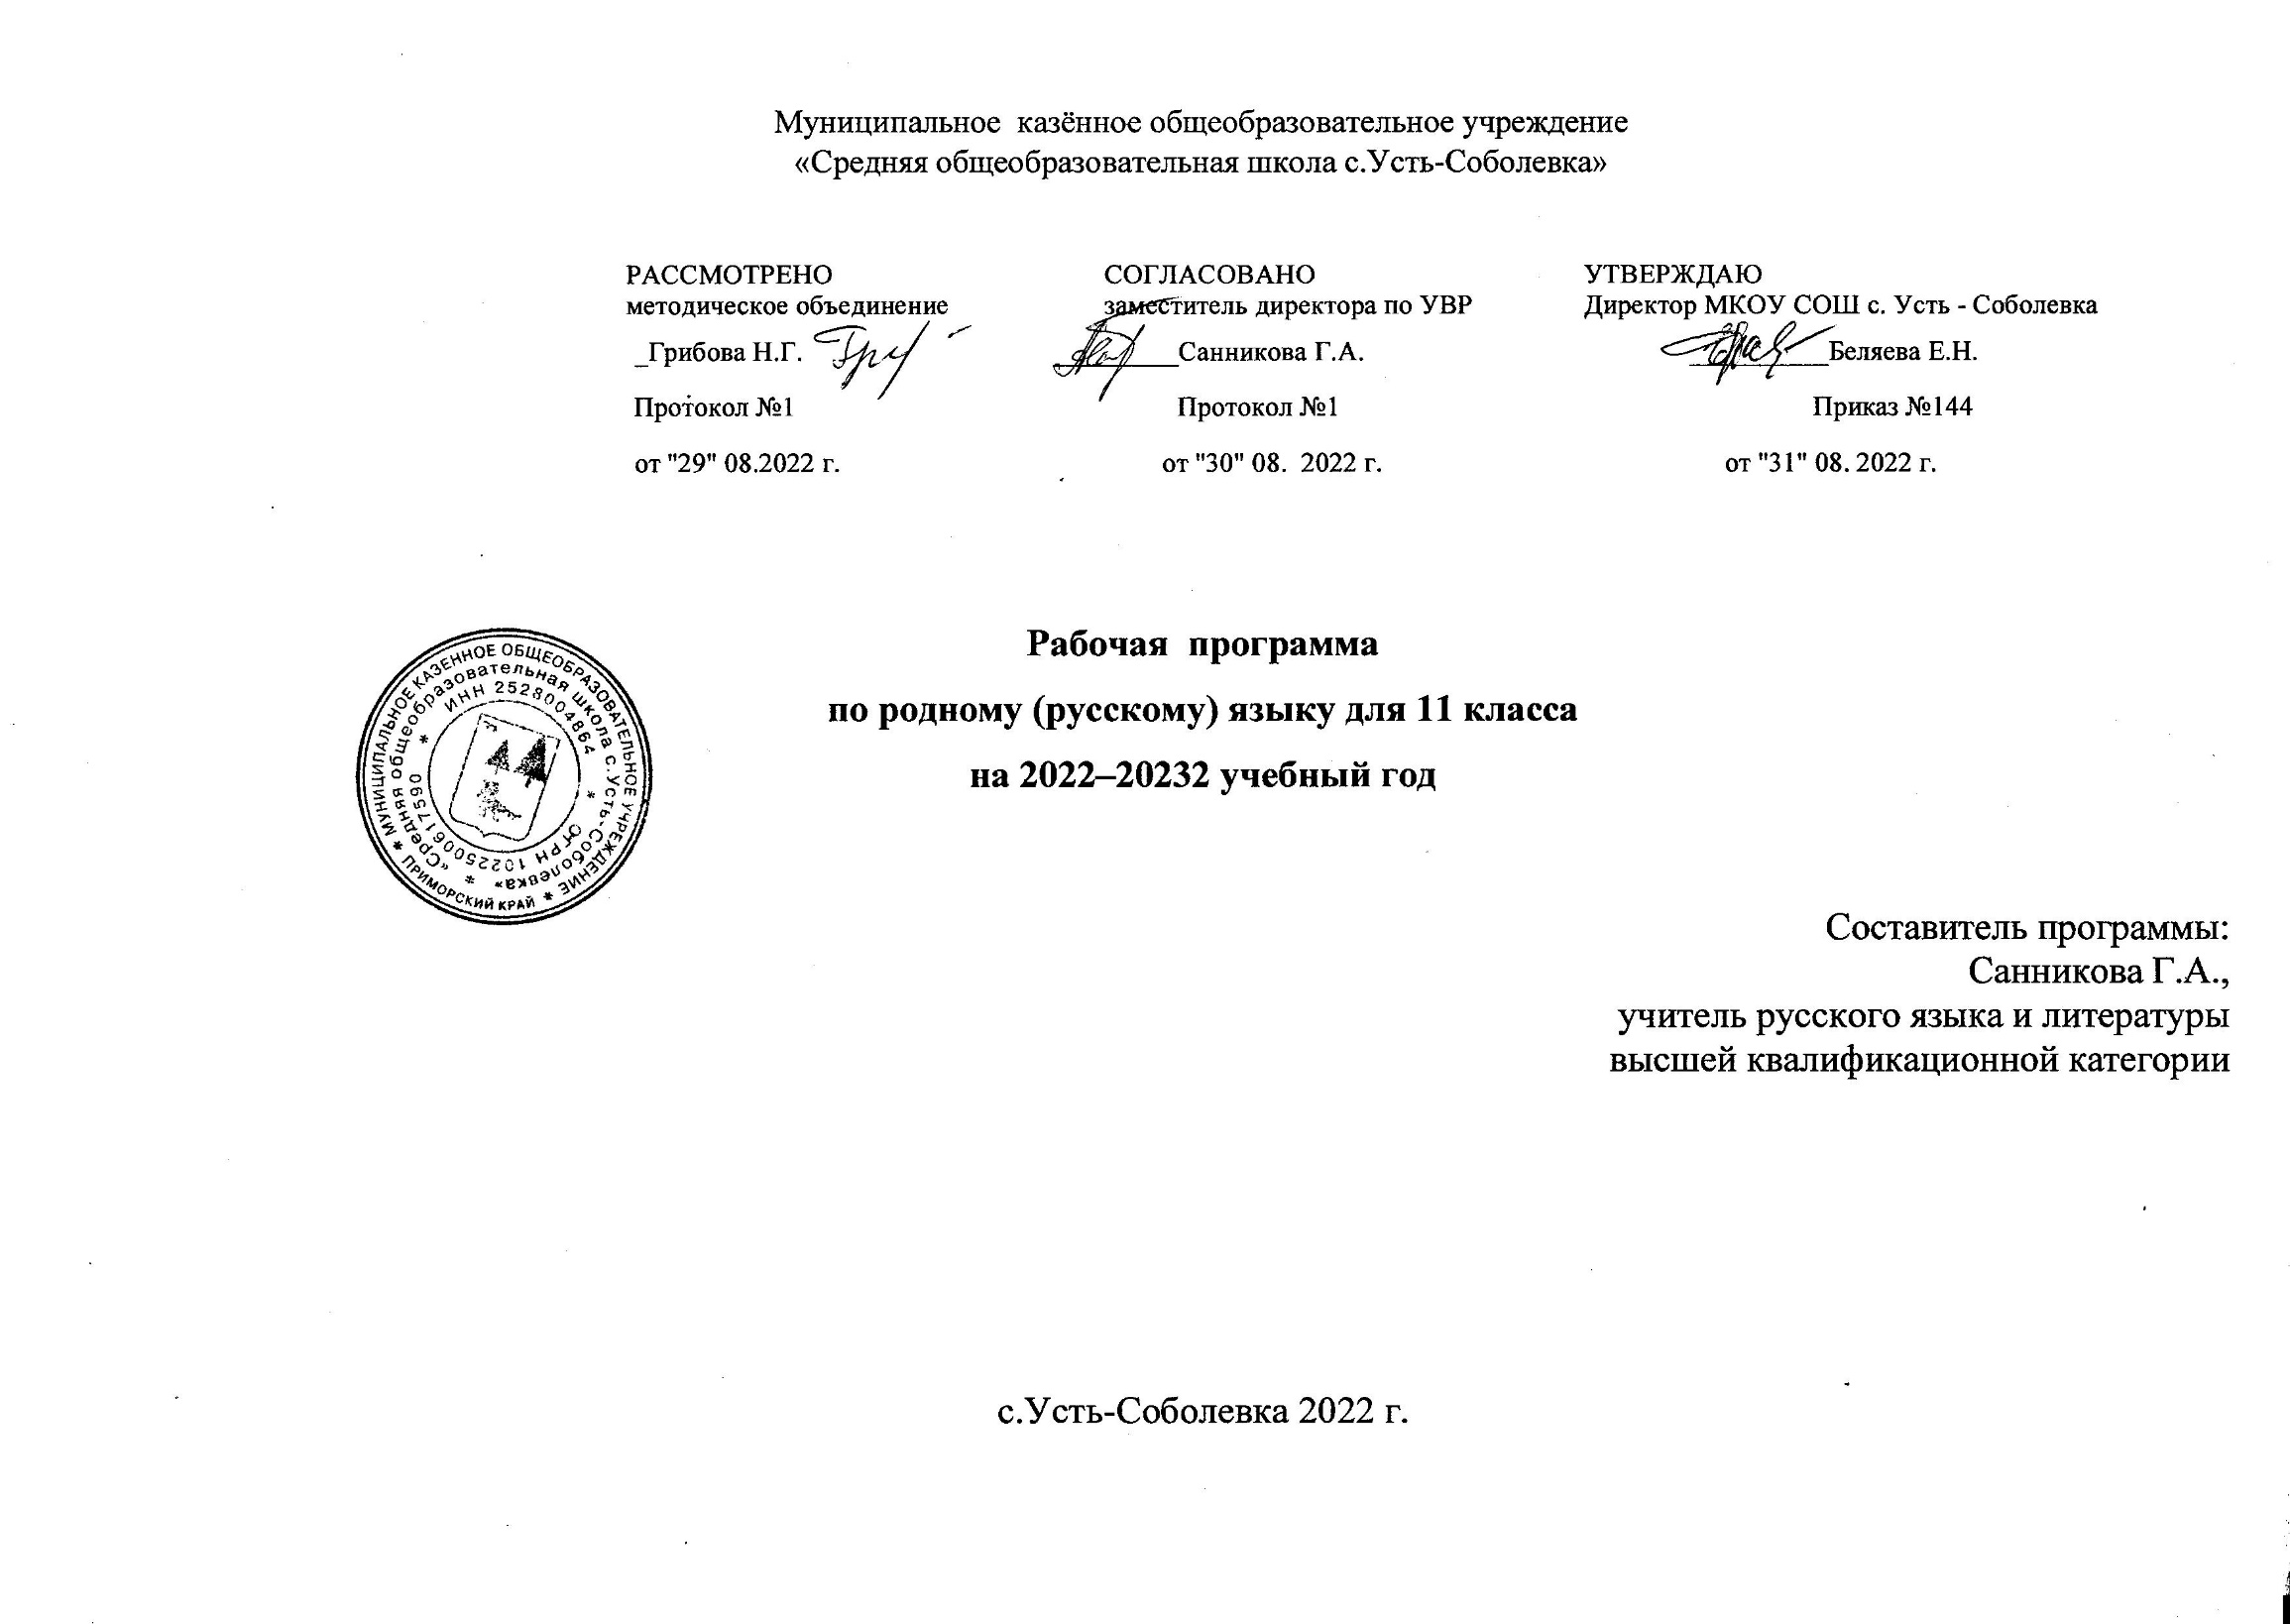 Муниципальное казённое общеобразовательное учреждение
«Средняя общеобразовательная школа с.Усть-Соболевка»
РАССМОТРЕНО
методическое объединение
_Грибова Н.Г.
Протокол №1
от "29" 08.2022 г.
СОГЛАСОВАНО
заместитель директора по УВР
_________Санникова Г.А.
Протокол №1
от "30" 08. 2022 г.
УТВЕРЖДАЮ
Директор МКОУ СОШ с. Усть - Соболевка
__________Беляева Е.Н.
Приказ №144
от "31" 08. 2022 г.
Рабочая программа
по родному (русскому) языку для 11 класса
на 2022–20232 учебный год
МУНИЦИПАЛЬНОЕ КАЗЕННОЕ ОБЩЕОБРАЗОВАТЕЛЬНОЕ УЧРЕЖДЕНИЕ * ПРИМОРСКИЙ КРАЙ *
«Средняя общеобразовательная школа с.Усть-Соболевка» *
* ИНН 2528004864 * ОГРН 1022500617590
Составитель программы:
Санникова Г.А.,
учитель русского языка и литературы
высшей квалификационной категории
с.Усть-Соболевка 2022 г.